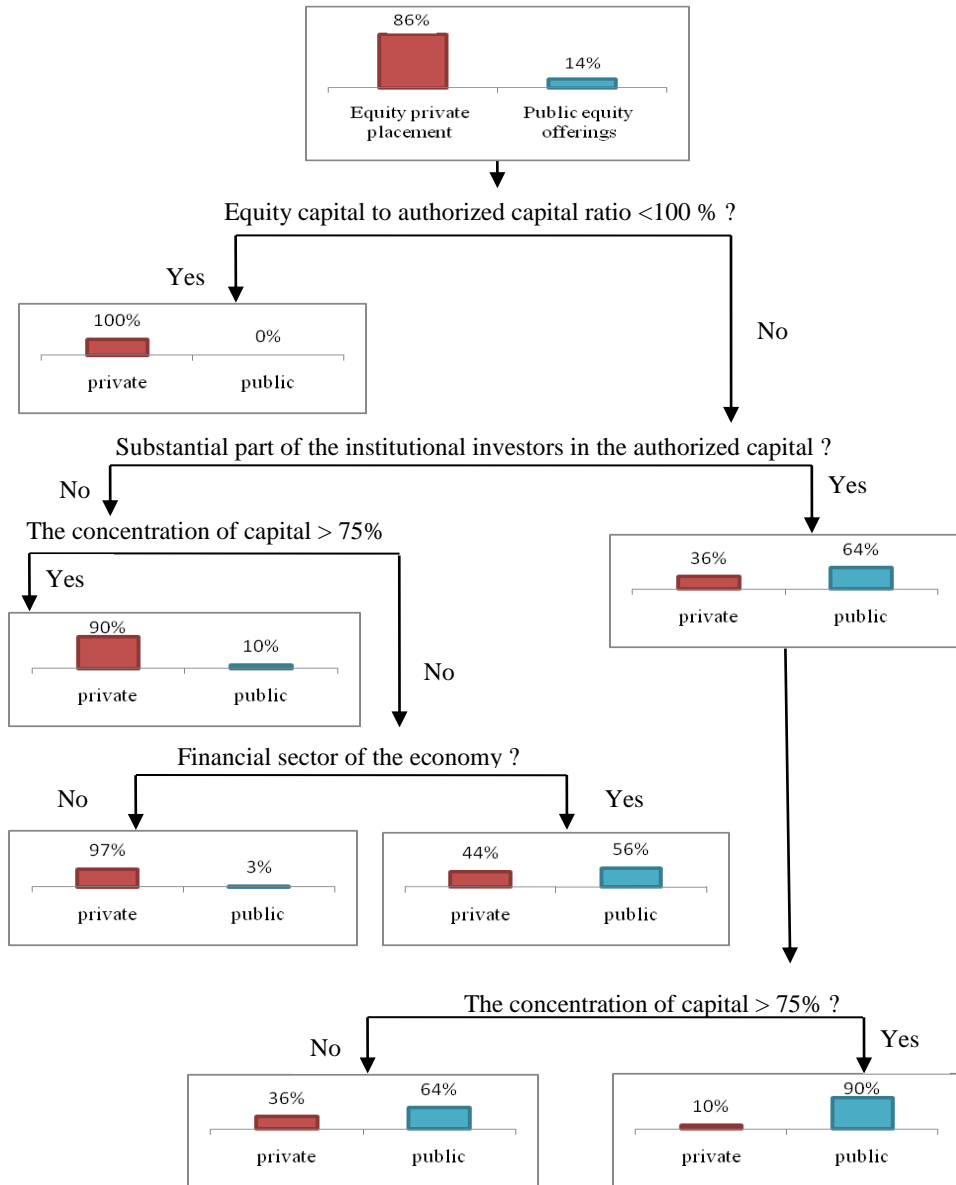 86%
14%
Equity private
placement
Public equity
offerings
Equity capital to authorized capital ratio <100 % ?
Yes
No
100%
0%
private
public
Substantial part of the institutional investors in the authorized capital ?
No
Yes
The concentration of capital > 75%
Yes
No
36%
64%
private
public
90%
10%
private
public
Financial sector of the economy ?
No
Yes
97%
3%
private
public
44%
56%
private
public
The concentration of capital > 75% ?
No
Yes
36%
64%
private
public
10%
90%
private
public